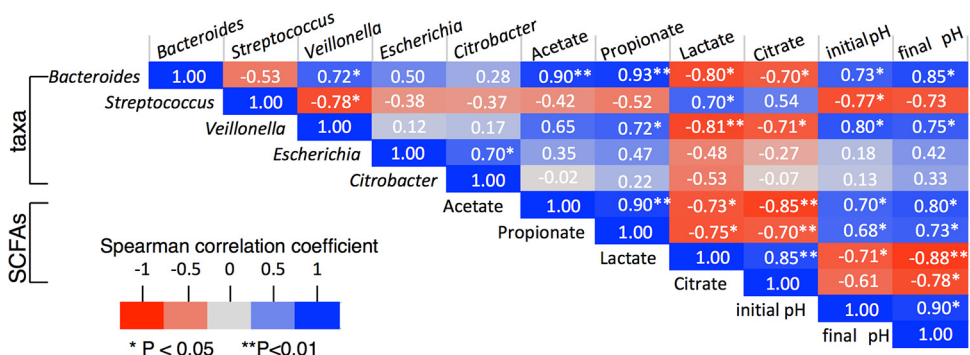 Bacteroides Streptococcus Veillonella Escherichia Citrobacter Acetate Propionate Lactate Citrate initial pH final pH
Bacteroides 1.00 -0.53 0.72* 0.50 0.28 0.90** 0.93** -0.80* -0.70* 0.73* 0.85*
Streptococcus 1.00 -0.78* -0.38 -0.37 -0.42 -0.52 0.70* 0.54 -0.77* -0.73
Veillonella 1.00 0.12 0.17 0.65 0.72* -0.81** -0.71* 0.80* 0.75*
Escherichia 1.00 0.70* 0.35 0.47 -0.48 -0.27 0.18 0.42
Citrobacter 1.00 -0.02 0.22 -0.53 -0.07 0.13 0.33
Acetate 1.00 0.90** -0.73* -0.85** 0.70* 0.80*
Propionate 1.00 -0.75* -0.70** 0.68* 0.73*
Lactate 1.00 0.85** -0.71* -0.88**
Citrate 1.00 -0.61 -0.78*
initial pH 1.00 0.90*
final pH 1.00
taxa
SCFAs
Spearman correlation coefficient
-1 -0.5 0 0.5 1
* P < 0.05 **P<0.01